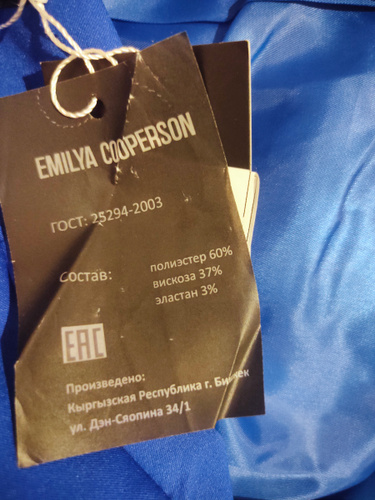 EMILYA COOPERSON
ГОСТ: 25294-2003
Состав:
полиэстер 60%
вискоза 37%
эластан 3%
EAC
Произведено:
Кыргызская Республика г. Бишкек
ул. Дэн-Сяопина 34/1